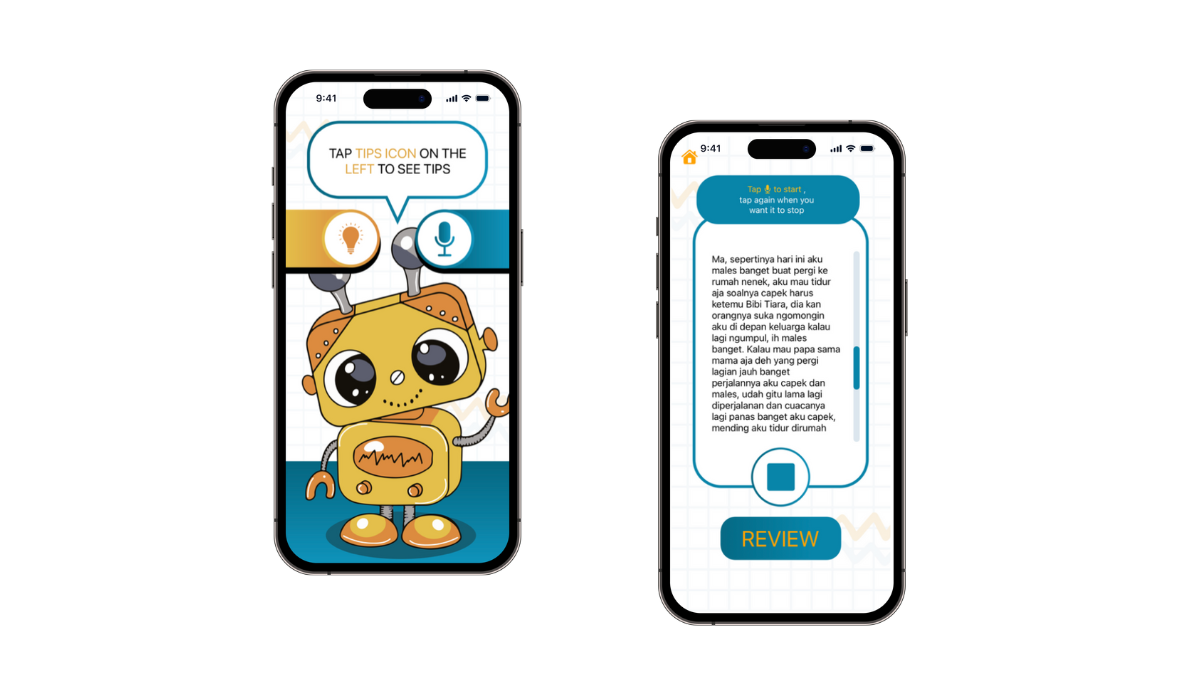 9:41
TAP TIPS ICON ON THE
LEFT TO SEE TIPS
9:41
Tap to start ,
tap again when you
want it to stop
Ma, sepertinya hari ini aku
males banget buat pergi ke
rumah nenek, aku mau tidur
aja soalnya capek harus
ketemu Bibi Tiara, dia kan
orangnya suka ngomongin
aku di depan keluarga kalau
lagi ngumpul, ih males
banget. Kalau mau papa sama
mama aja deh yang pergi
lagian jauh banget
perjalannya aku capek dan
males, udah gitu lama lagi
diperjalanan dan cuacanya
lagi panas banget aku capek,
mending aku tidur dirumah
REVIEW